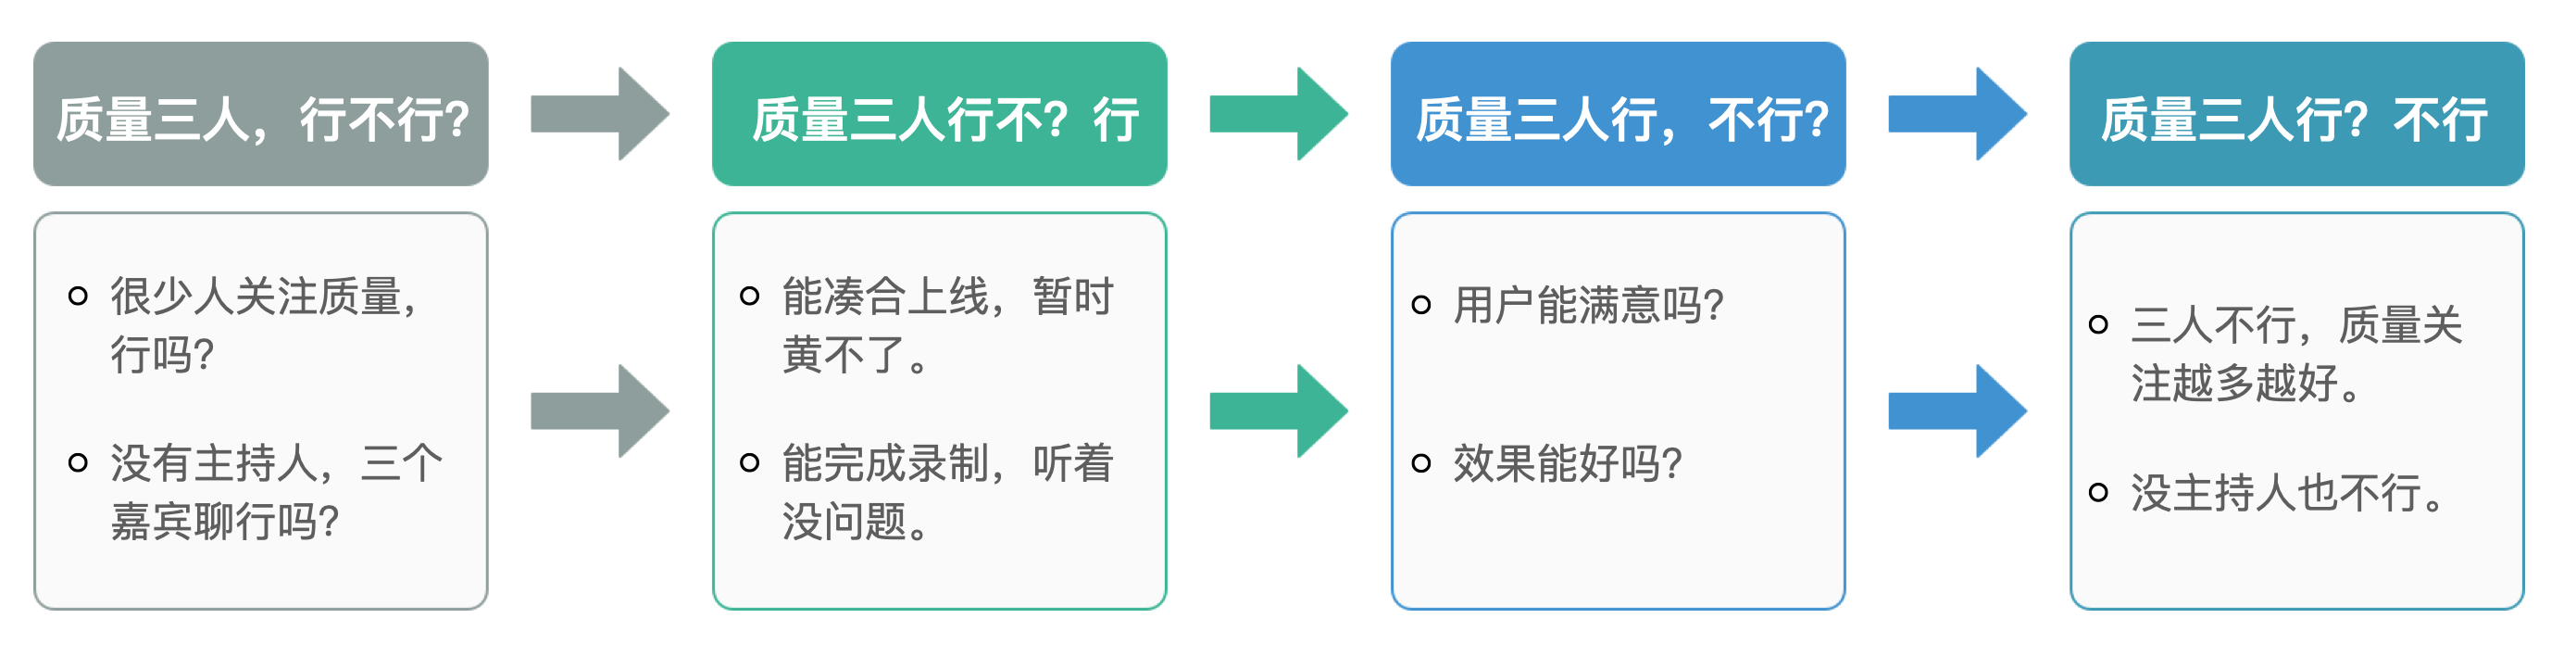 质量三人，行不行？
很少人关注质量，
行吗？
没有主持人，三个
嘉宾聊行吗？
质量三人行不？行
能凑合上线，暂时
黄不了。
能完成录制，听着
没问题。
质量三人行，不行？
用户能满意吗？
效果能好吗？
质量三人行？不行
三人不行，质量关
注越多越好。
没主持人也不行。